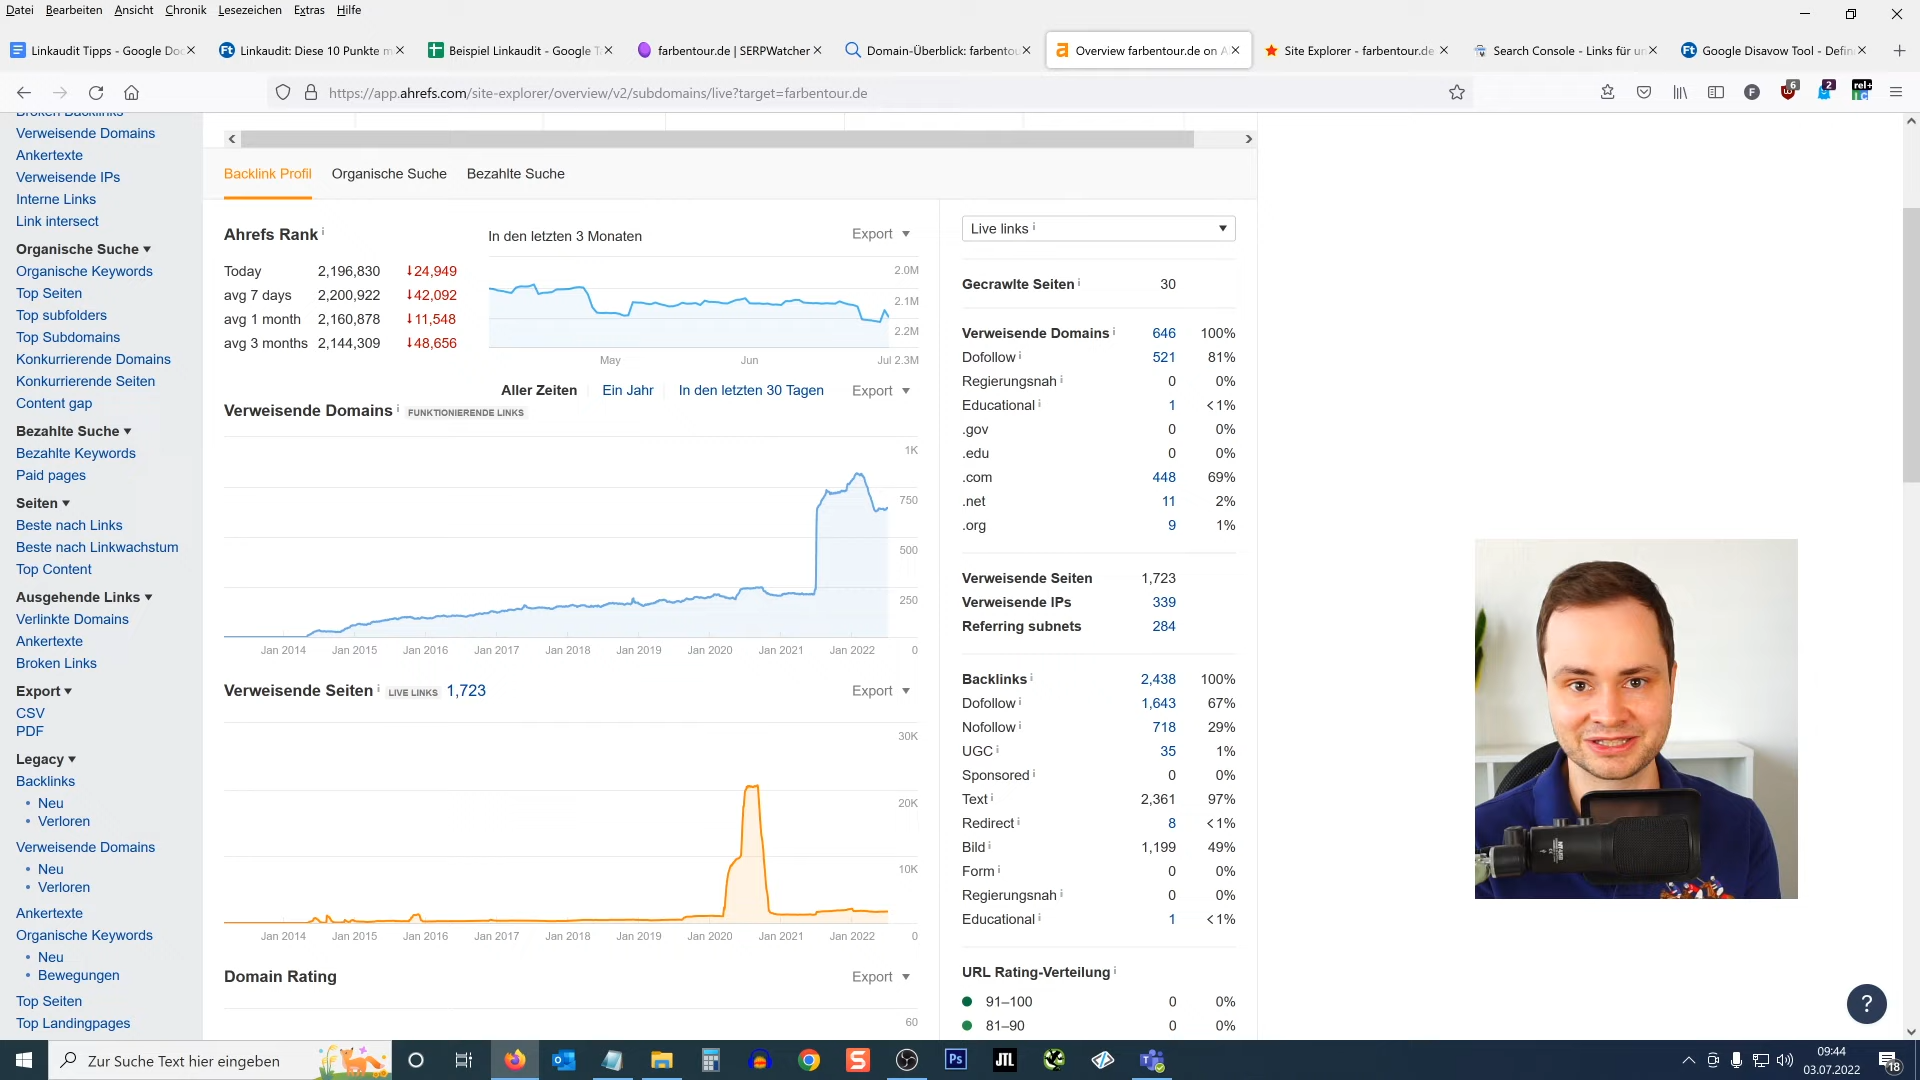 Datei Bearbeiten Ansicht Chronik Lesezeichen Extras Hilfe
Linkaudit Tipps - Google Doc
Linkaudit: Diese 10 Punkte m
Beispiel Linkaudit - Google T
farbentour.de | SERPWatcher
Domain-Überblick: farbentou
Overview farbentour.de on A
Site Explorer - farbentour.de
Search Console - Links für un
Google Disavow Tool - Defin
https://app.ahrefs.com/site-explorer/overview/v2/subdomains/live?target=farbentour.de
6
2
rel+
Broken Backlinks
Verweisende Domains
Ankertexte
Verweisende IPs
Interne Links
Link intersect
Organische Suche
Organische Keywords
Top Seiten
Top subfolders
Top Subdomains
Konkurrierende Domains
Konkurrierende Seiten
Content gap
Bezahlte Suche
Bezahlte Keywords
Paid pages
Seiten
Beste nach Links
Beste nach Linkwachstum
Top Content
Ausgehende Links
Verlinkte Domains
Ankertexte
Broken Links
Export
CSV
PDF
Legacy
Backlinks
Neu
Verloren
Verweisende Domains
Neu
Verloren
Ankertexte
Organische Keywords
Neu
Bewegungen
Top Seiten
Top Landingpages
Backlink Profil Organische Suche Bezahlte Suche
Ahrefs Rank i
In den letzten 3 Monaten
Export
Today 2,196,830 ↓24,949
avg 7 days 2,200,922 ↓42,092
avg 1 month 2,160,878 ↓11,548
avg 3 months 2,144,309 ↓48,656
2.0M
2.1M
2.2M
May Jun Jul 2.3M
Aller Zeiten Ein Jahr In den letzten 30 Tagen Export
Verweisende Domains i FUNKTIONIERENDE LINKS
1K
750
500
250
Jan 2014 Jan 2015 Jan 2016 Jan 2017 Jan 2018 Jan 2019 Jan 2020 Jan 2021 Jan 2022 0
Verweisende Seiten i LIVE LINKS 1,723 Export
30K
20K
10K
Jan 2014 Jan 2015 Jan 2016 Jan 2017 Jan 2018 Jan 2019 Jan 2020 Jan 2021 Jan 2022 0
Domain Rating Export
60
Live links i
Gecrawlte Seiten i 30
Verweisende Domains i 646 100%
Dofollow i 521 81%
Regierungsnah i 0 0%
Educational i 1 <1%
.gov 0 0%
.edu 0 0%
.com 448 69%
.net 11 2%
.org 9 1%
Verweisende Seiten 1,723
Verweisende IPs 339
Referring subnets 284
Backlinks i 2,438 100%
Dofollow i 1,643 67%
Nofollow i 718 29%
UGC i 35 1%
Sponsored i 0 0%
Text i 2,361 97%
Redirect i 8 <1%
Bild i 1,199 49%
Form i 0 0%
Regierungsnah i 0 0%
Educational i 1 <1%
URL Rating-Verteilung i
91–100 0 0%
81–90 0 0%
?
Zur Suche Text hier eingeben
Ps
JTL
09:44
03.07.2022
18